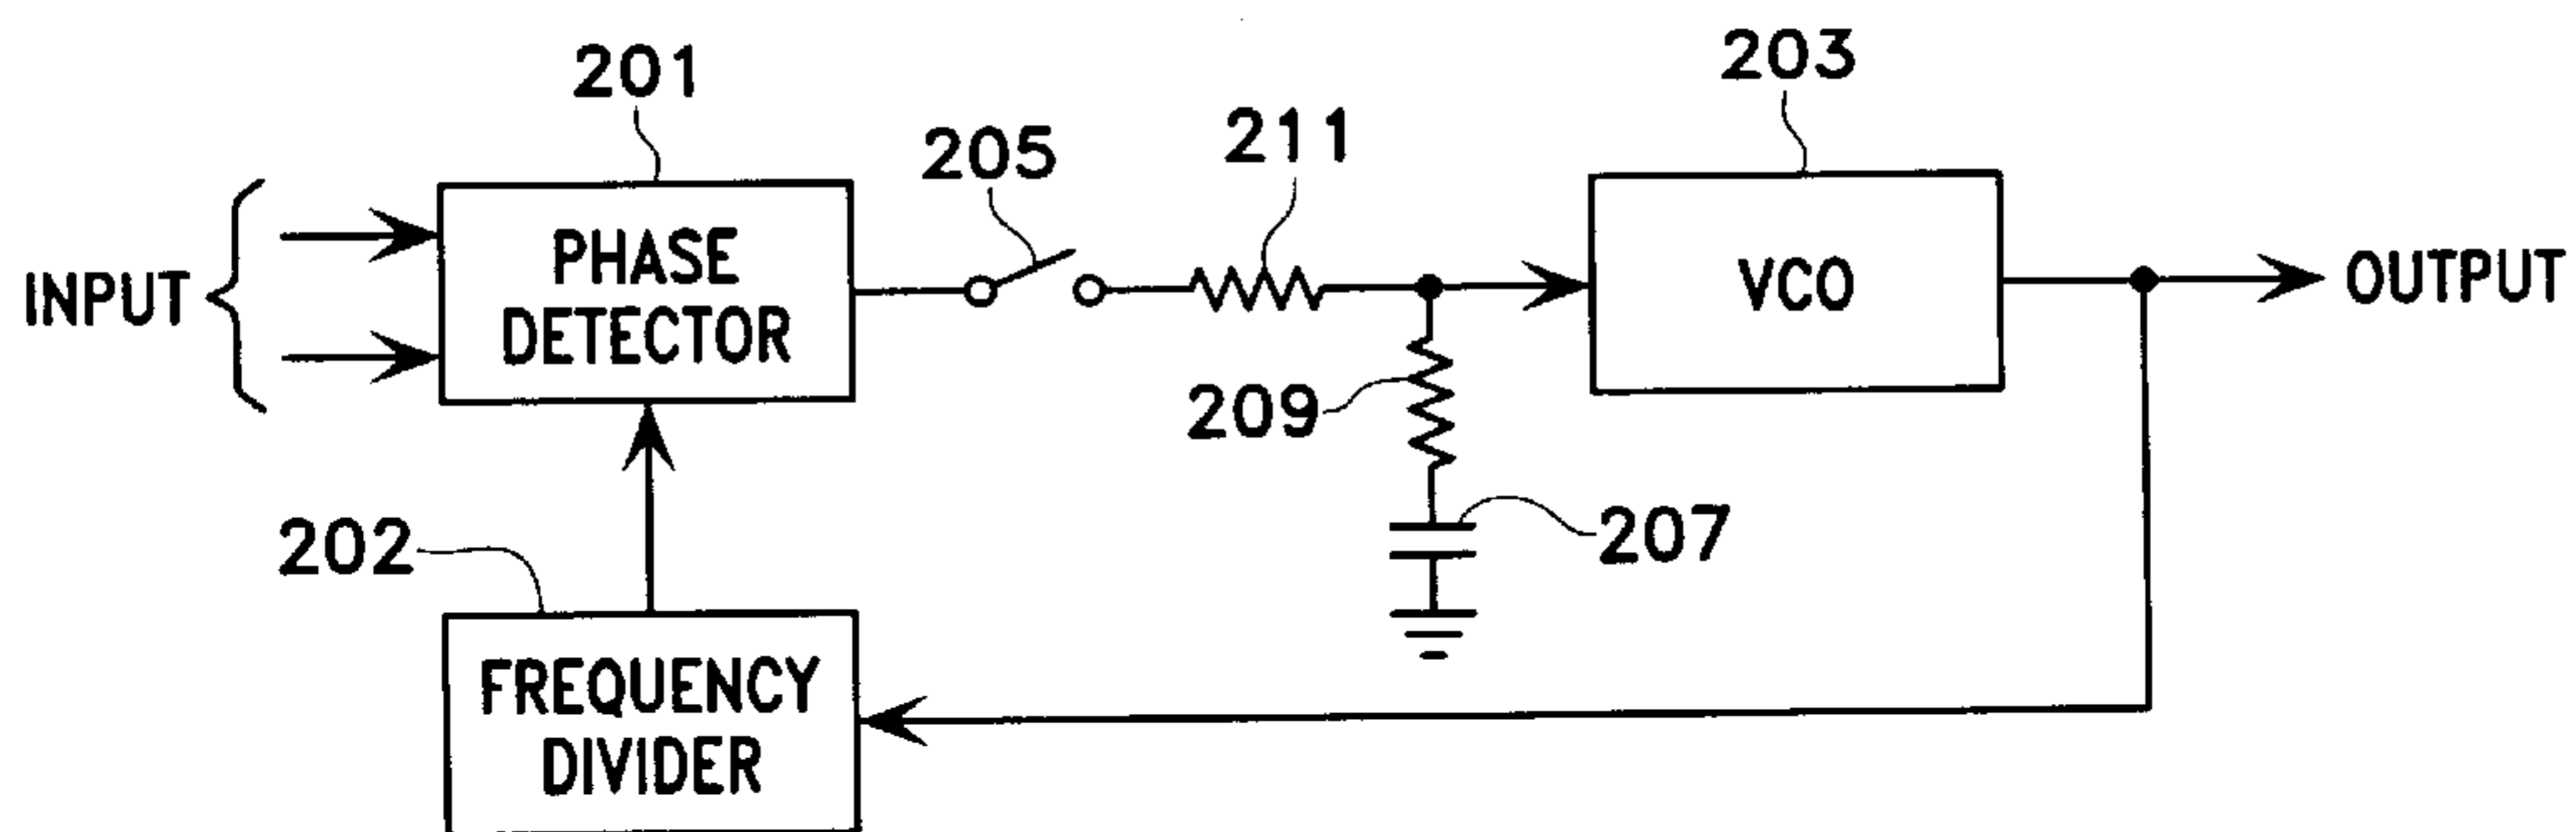 201
203
205
211
INPUT
PHASE
DETECTOR
VCO
OUTPUT
209
207
202
FREQUENCY
DIVIDER